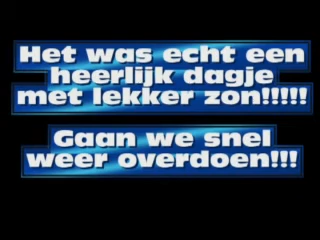 Het was echt een
heerlijk dagje
met lekker zon!!!!!
Gaan we snel
weer overdoen!!!